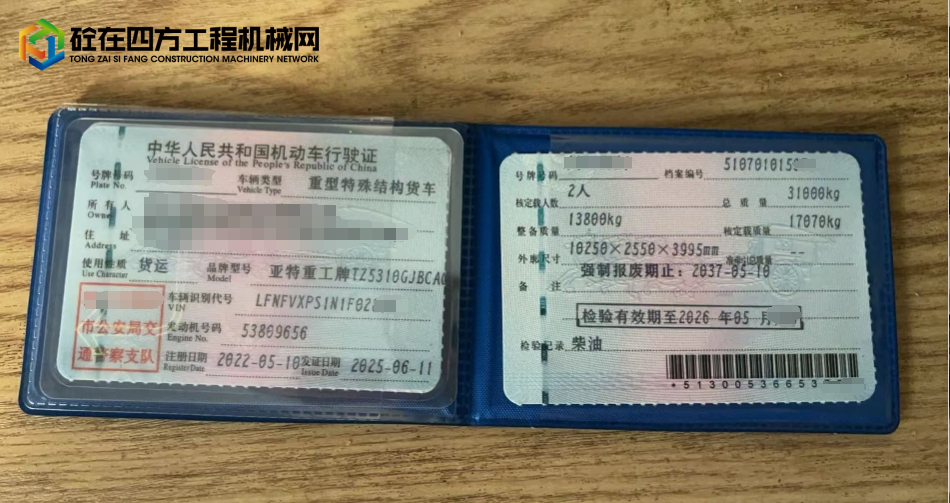 砼在四方工程机械网
TONG ZAI SI FANG CONSTRUCTION MACHINERY NETWORK
中华人民共和国机动车行驶证
Vehicle License of the People's Republic of China
号牌号码
Plate No.
车辆类型 重型特殊结构货车
Vehicle Type
所有人
Owner
住 址
Address
使用性质 货运 品牌型号 亚特重工牌TZ5310GJBCA
Use Character Model
市公安局交
通警察支队
车辆识别代号 LFNFVXPS1N1F02
VIN
发动机号码 53809656
Engine No.
注册日期 2022-05-10 发证日期 2025-06-11
Register Date Issue Date
号牌号码 档案编号 5107010159
核定载人数 2人 总质量 31000kg
整备质量 13800kg 核定载质量 17070kg
外廓尺寸 10250×2550×3995mm --
强制报废期止：2037-05-10
备 注
检验有效期至2026 年05 月
检验记录 柴油
*513000536653